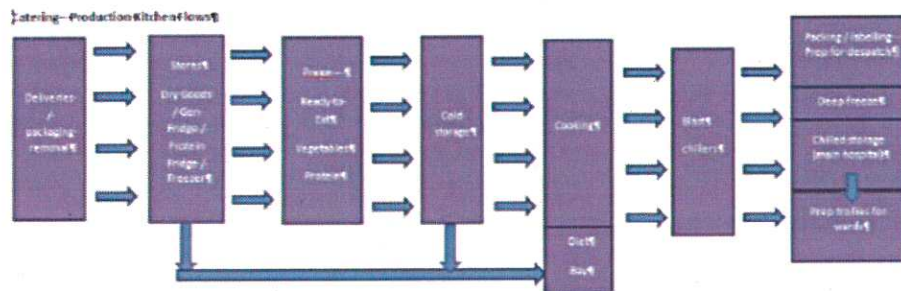 Catering – Production Kitchen Flows¶
Deliveries
/
packaging
removal¶
Stores¶
Dry Goods
/ Gen
Fridge /
Protein
Fridge /
Freezer¶
Ready-to-
Eat¶
Vegetables¶
Protein¶
Cold
storage¶
Cooking¶
Diet¶
Bay¶
Blast
chillers¶
Packing / labelling
Prep for despatch¶
Deep freeze¶
Chilled storage
(main hospital)¶
Prep trollies for
wards¶